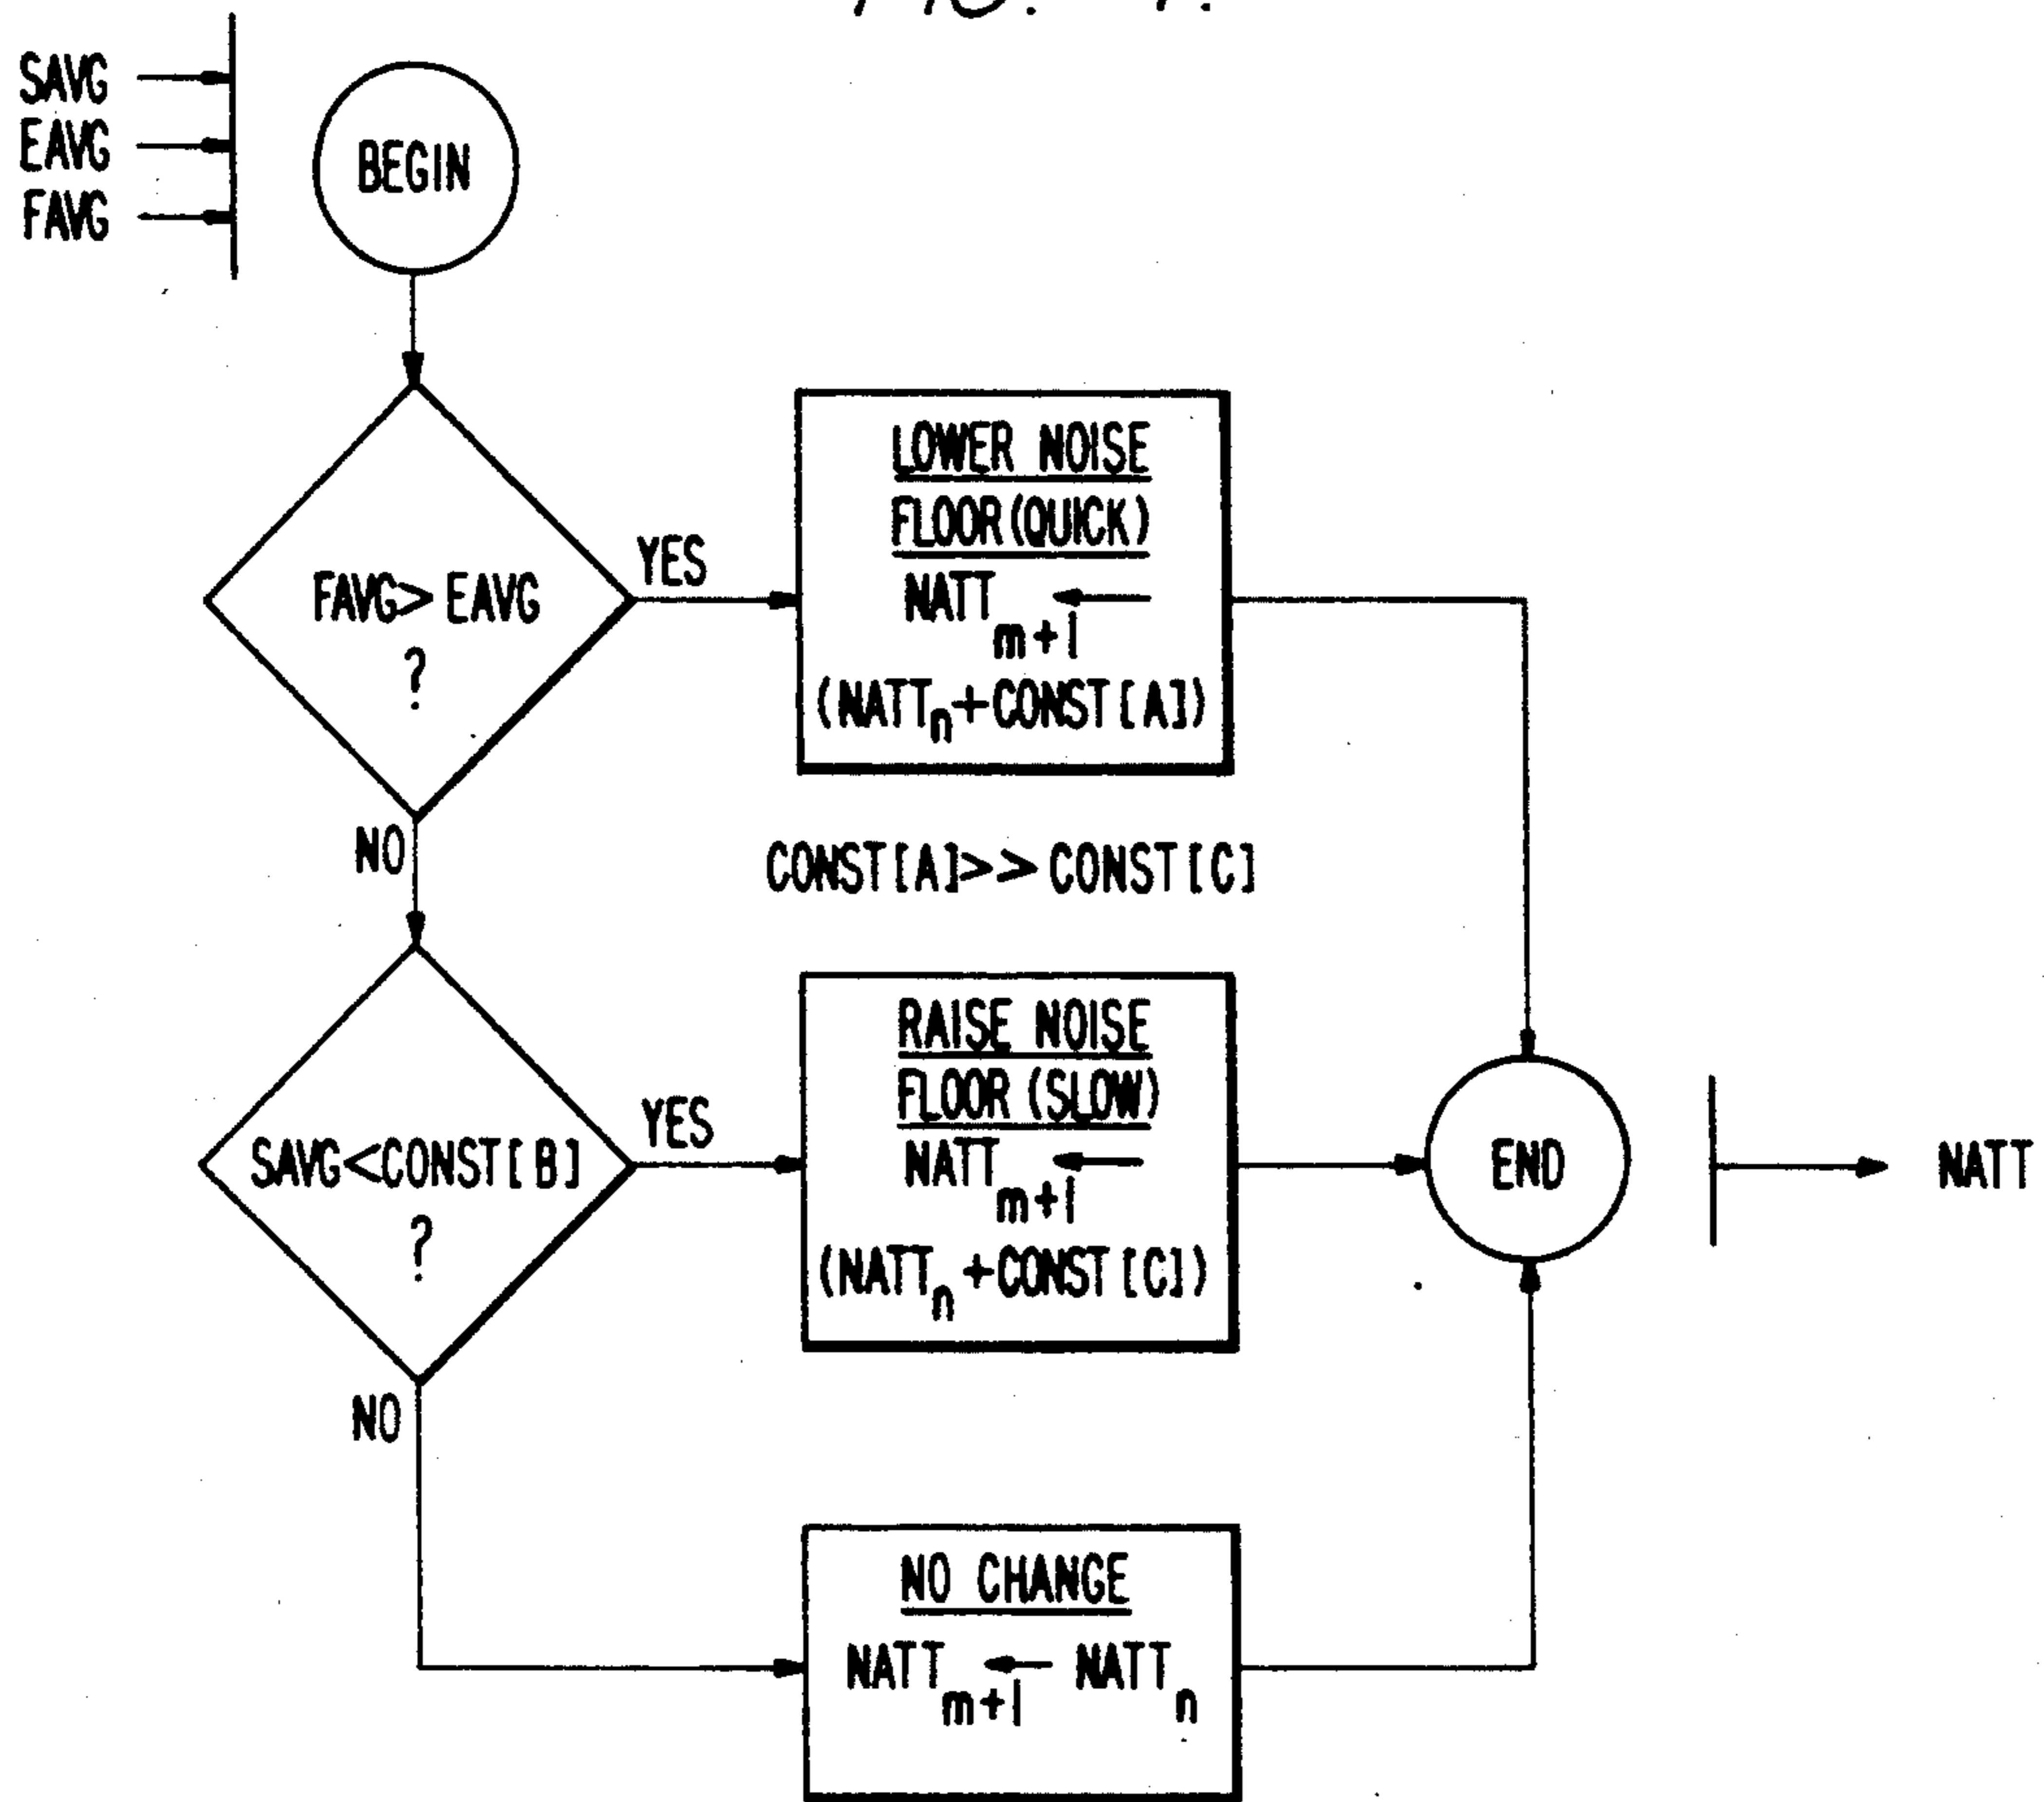 SAVG
EAVG
FAVG
BEGIN
FAVG> EAVG
?
YES
LOWER NOISE
FLOOR(QUICK)
NATT m+1 ←
(NATTn+CONST[A])
NO
CONST[A]>> CONST[C]
SAVG<CONST[B]
?
YES
RAISE NOISE
FLOOR (SLOW)
NATT m+1 ←
(NATTn +CONST[C])
END
NATT
NO
NO CHANGE
NATT m+1 ← NATT n